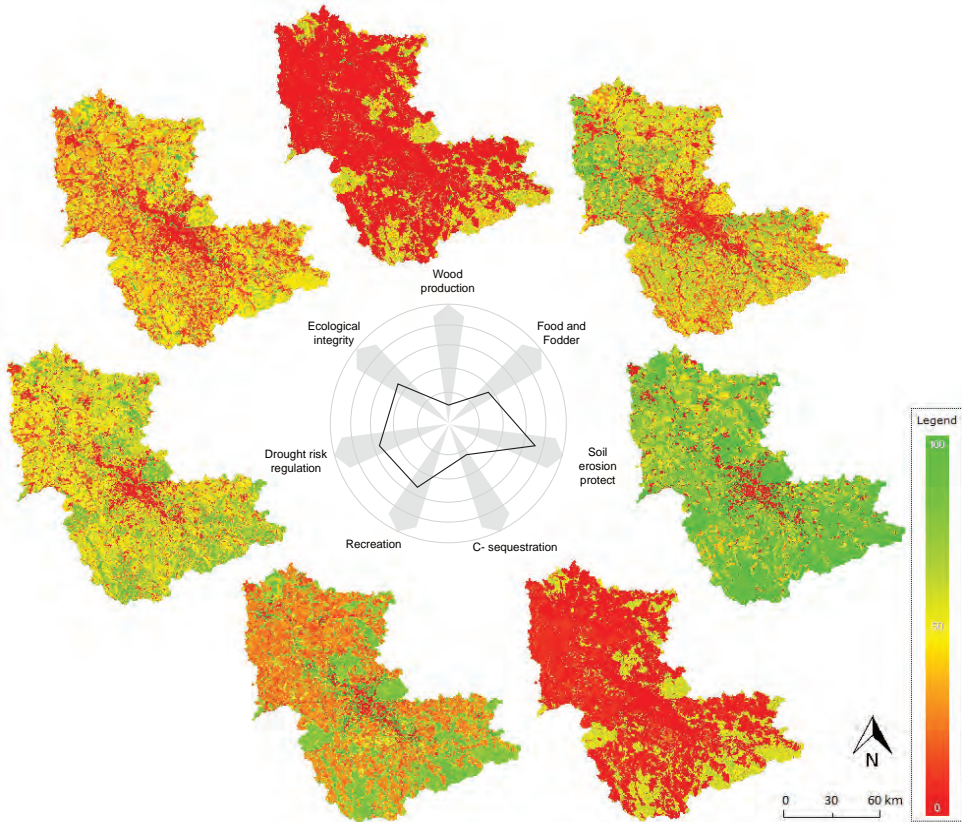 Wood
production
Ecological
integrity
Food and
Fodder
Drought risk
regulation
Soil
erosion
protect
Recreation
C- sequestration
Legend
100
50
0
N
0 30 60 km